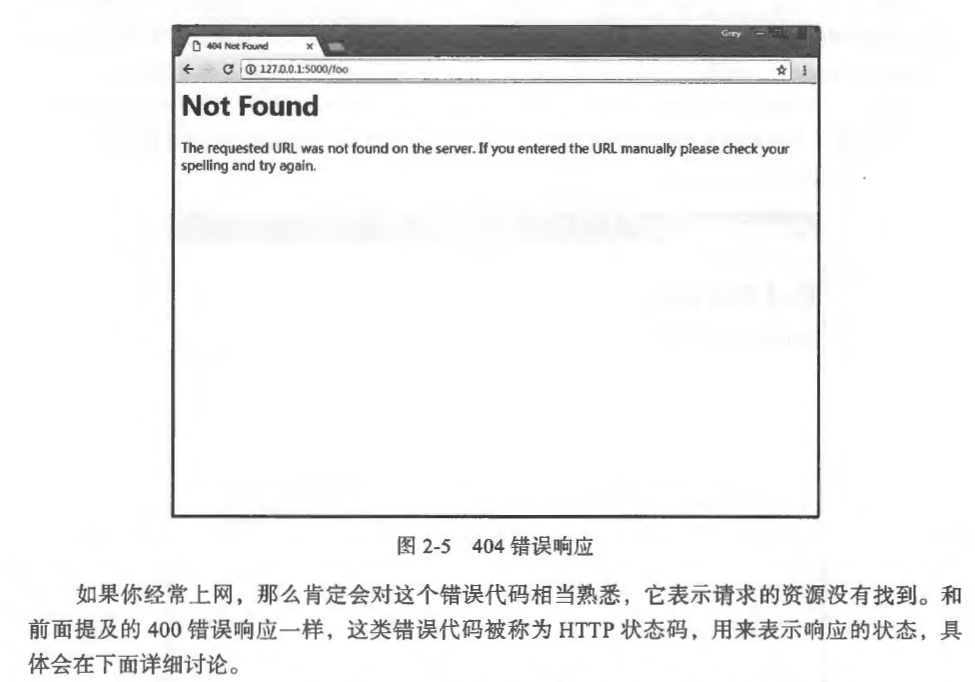 Grey
404 Not Found
127.0.0.1:5000/foo
Not Found
The requested URL was not found on the server. If you entered the URL manually please check your
spelling and try again.
图 2-5 404 错误响应
如果你经常上网，那么肯定会对这个错误代码相当熟悉，它表示请求的资源没有找到。和
前面提及的 400 错误响应一样，这类错误代码被称为 HTTP 状态码，用来表示响应的状态，具
体会在下面详细讨论。